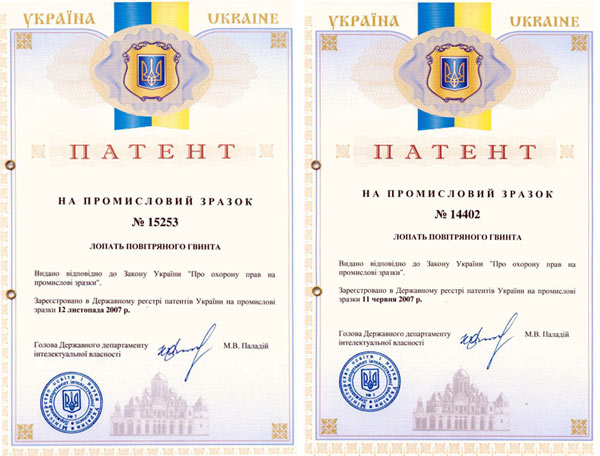 УКРАЇНА UKRAINE
ПАТЕНТ
НА ПРОМИСЛОВИЙ ЗРАЗОК
№ 15253
ЛОПАТЬ ПОВІТРЯНОГО ГВИНТА
Видано відповідно до Закону України "Про охорону прав на
промислові зразки".
Зареєстровано в Державному реєстрі патентів України на промислові
зразки 12 листопада 2007 р.
Голова Державного департаменту
інтелектуальної власності
М.В. Паладій
УКРАЇНА UKRAINE
ПАТЕНТ
НА ПРОМИСЛОВИЙ ЗРАЗОК
№ 14402
ЛОПАТЬ ПОВІТРЯНОГО ГВИНТА
Видано відповідно до Закону України "Про охорону прав на
промислові зразки".
Зареєстровано в Державному реєстрі патентів України на промислові
зразки 11 червня 2007 р.
Голова Державного департаменту
інтелектуальної власності
М.В. Паладій